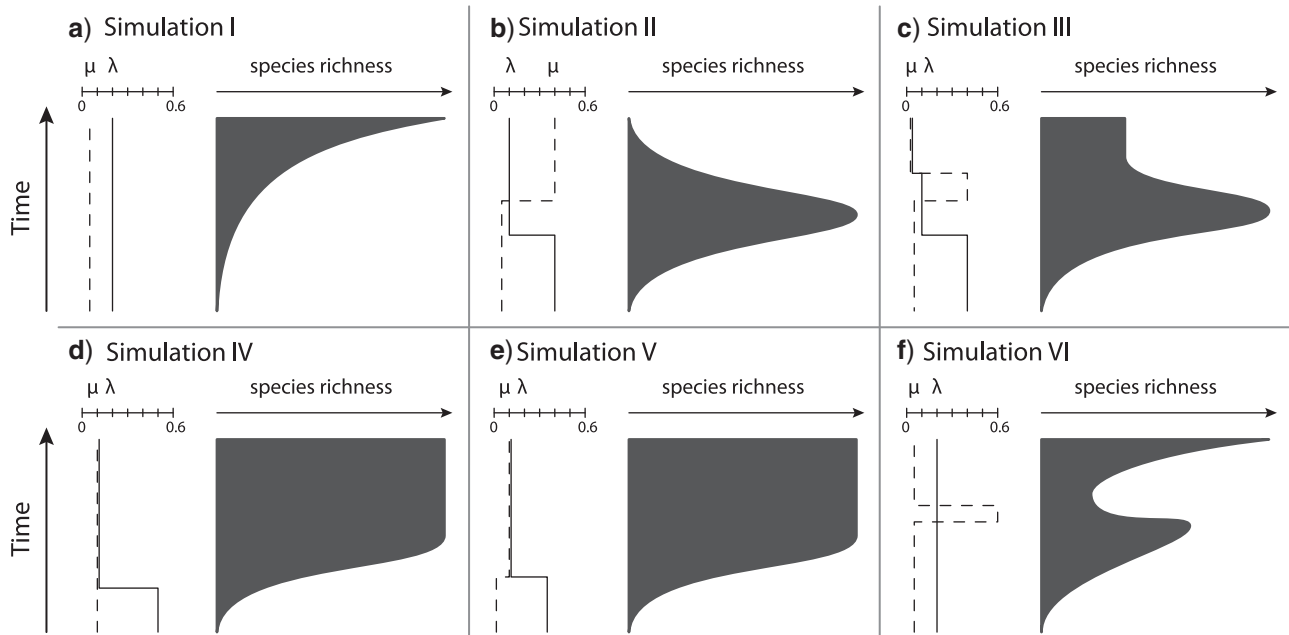 a) Simulation I
μ λ species richness
0 0.6
Time
b) Simulation II
λ μ species richness
0 0.6
c) Simulation III
μ λ species richness
0 0.6
d) Simulation IV
μ λ species richness
0 0.6
Time
e) Simulation V
μ λ species richness
0 0.6
f) Simulation VI
μ λ species richness
0 0.6